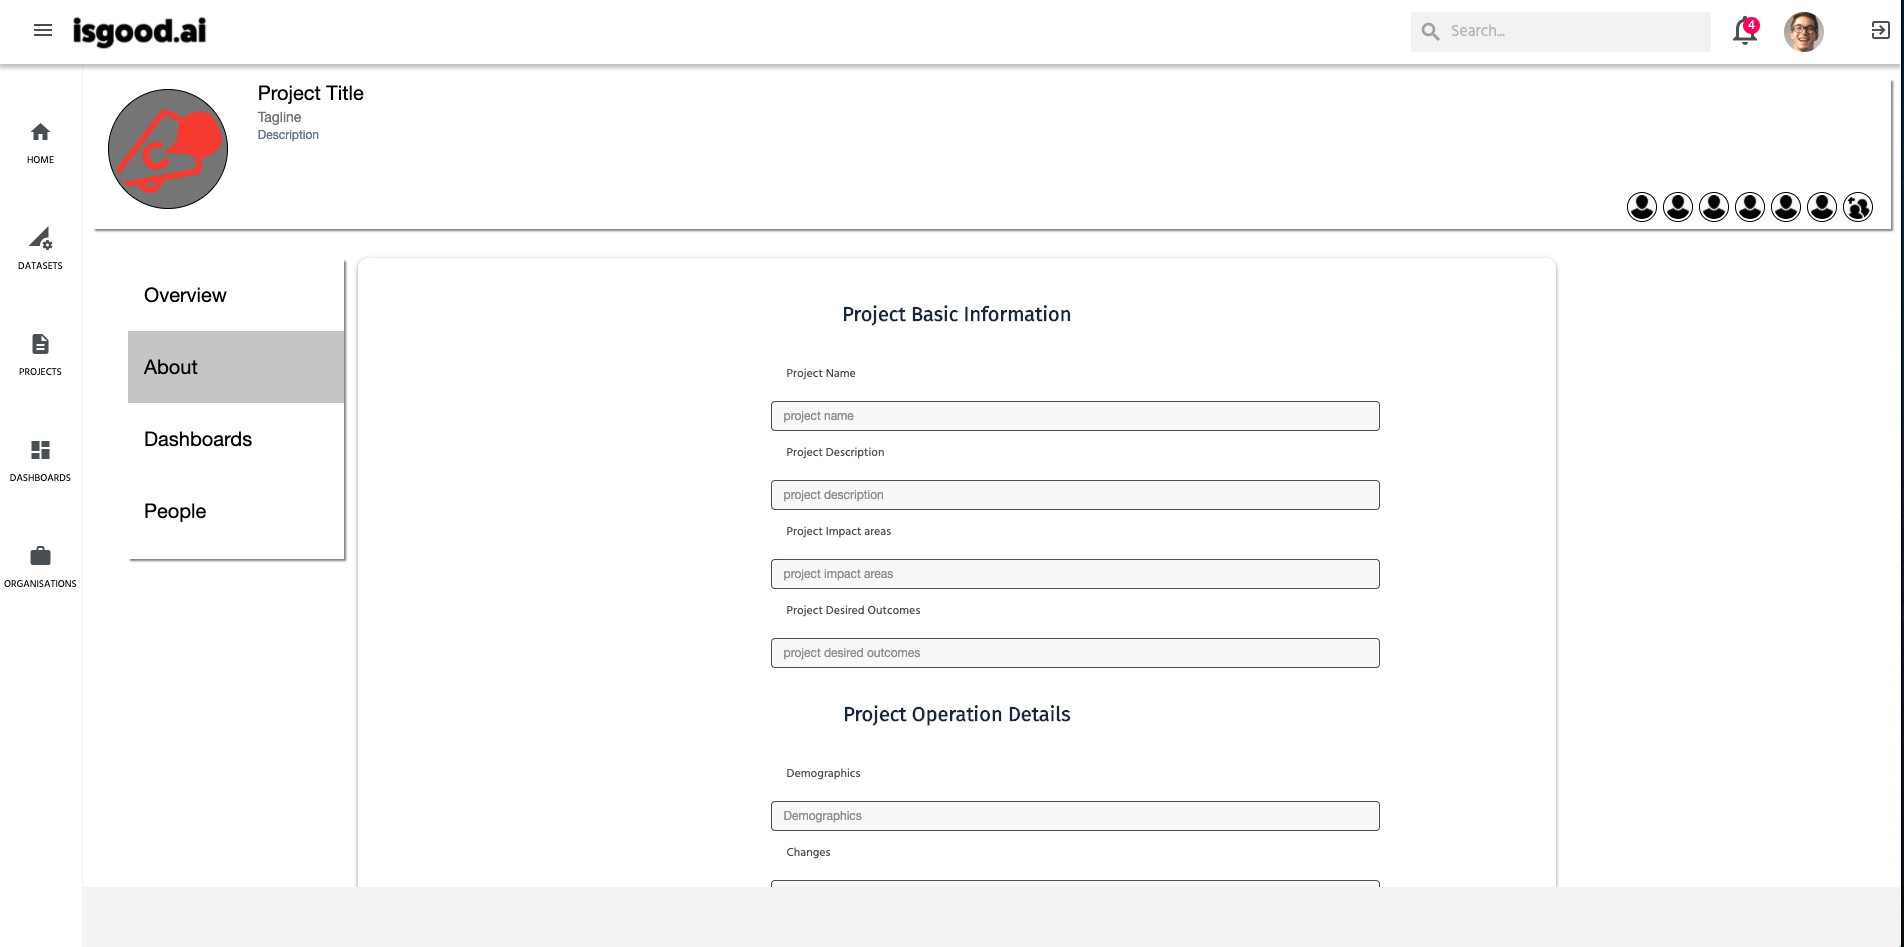 isgood.ai
Search...
4
Project Title
Tagline
Description
HOME
DATASETS
PROJECTS
DASHBOARDS
ORGANISATIONS
Overview
About
Dashboards
People
Project Basic Information
Project Name
project name
Project Description
project description
Project Impact areas
project impact areas
Project Desired Outcomes
project desired outcomes
Project Operation Details
Demographics
Demographics
Changes